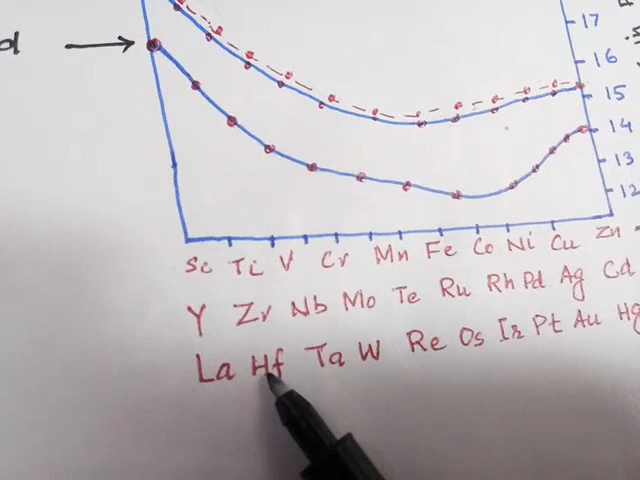 17
d
16
15
14
13
12
Sc Ti V Cr Mn Fe Co Ni Cu Zn
Y Zr Nb Mo Te Ru Rh Pd Ag Cd
La Hf Ta W Re Os Ir Pt Au Hg